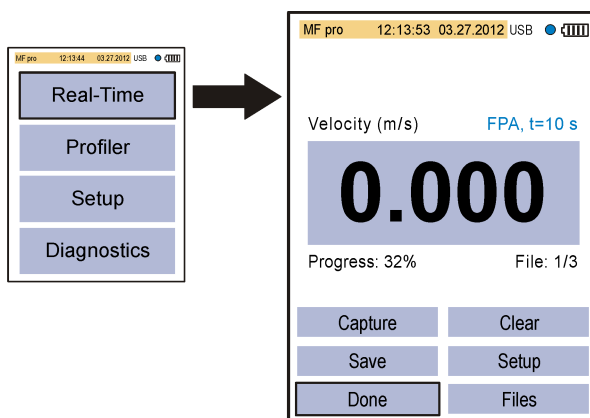 MF pro 12:13:44 03.27.2012 USB
Real-Time
Profiler
Setup
Diagnostics
MF pro 12:13:53 03.27.2012 USB
Velocity (m/s) FPA, t=10 s
0.000
Progress: 32% File: 1/3
Capture Clear
Save Setup
Done Files